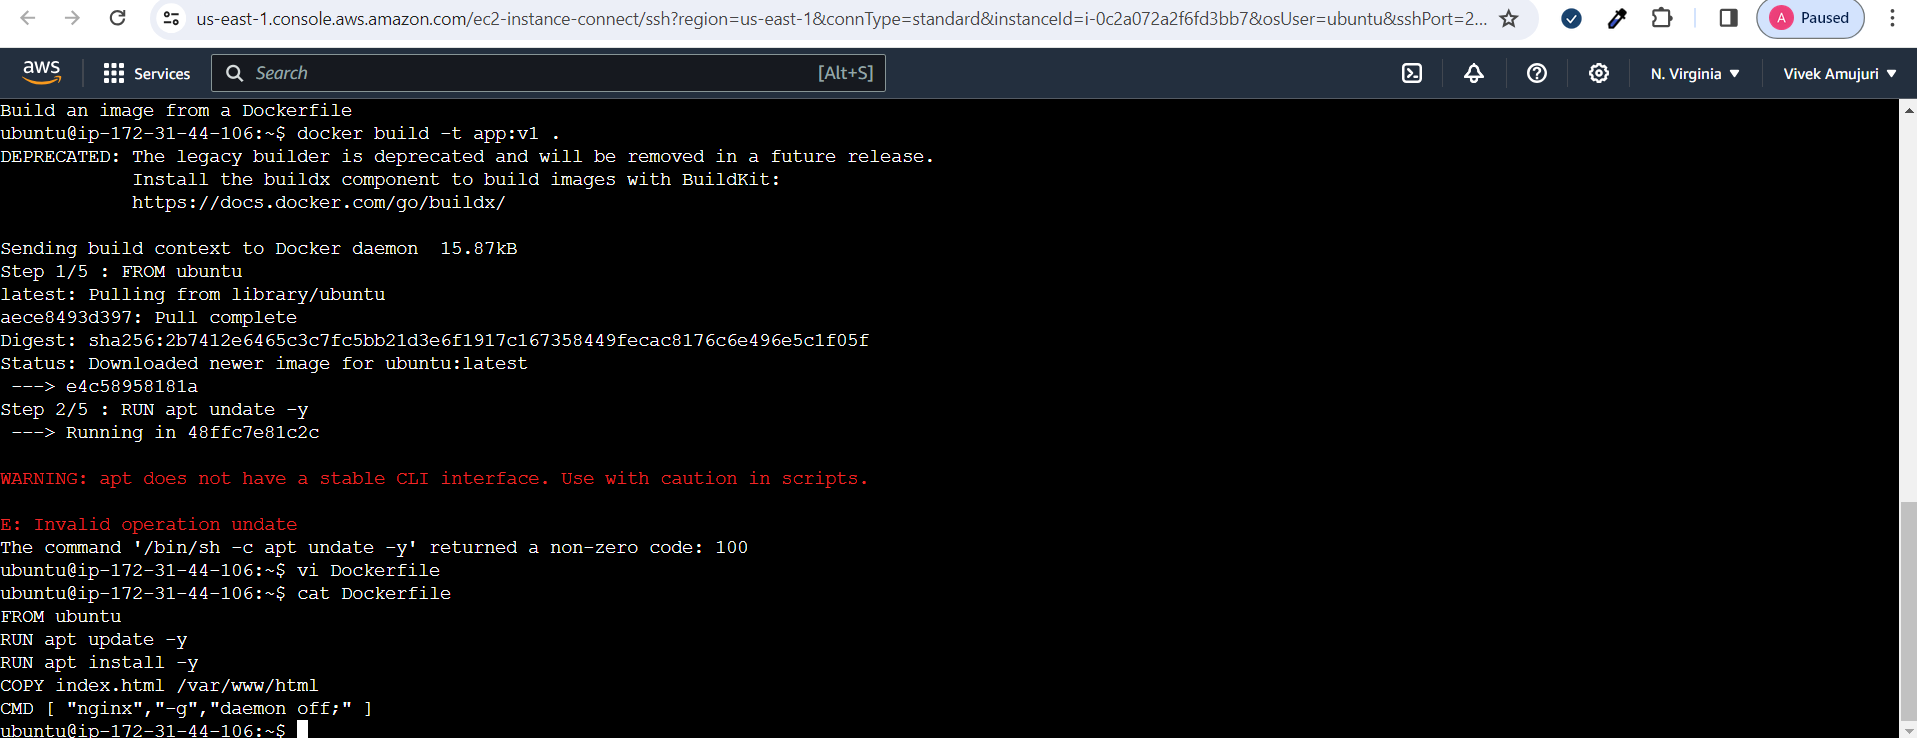 us-east-1.console.aws.amazon.com/ec2-instance-connect/ssh?region=us-east-1&connType=standard&instanceId=i-0c2a072a2f6fd3bb7&osUser=ubuntu&sshPort=2...
A Paused
aws Services Search [Alt+S] N. Virginia Vivek Amujuri
Build an image from a Dockerfile
ubuntu@ip-172-31-44-106:~$ docker build -t app:v1 .
DEPRECATED: The legacy builder is deprecated and will be removed in a future release.
Install the buildx component to build images with BuildKit:
https://docs.docker.com/go/buildx/
Sending build context to Docker daemon  15.87kB
Step 1/5 : FROM ubuntu
latest: Pulling from library/ubuntu
aece8493d397: Pull complete
Digest: sha256:2b7412e6465c3c7fc5bb21d3e6f1917c167358449fecac8176c6e496e5c1f05f
Status: Downloaded newer image for ubuntu:latest
---> e4c58958181a
Step 2/5 : RUN apt undate -y
---> Running in 48ffc7e81c2c
WARNING: apt does not have a stable CLI interface. Use with caution in scripts.
E: Invalid operation undate
The command '/bin/sh -c apt undate -y' returned a non-zero code: 100
ubuntu@ip-172-31-44-106:~$ vi Dockerfile
ubuntu@ip-172-31-44-106:~$ cat Dockerfile
FROM ubuntu
RUN apt update -y
RUN apt install -y
COPY index.html /var/www/html
CMD [ "nginx","-g","daemon off;" ]
ubuntu@ip-172-31-44-106:~$